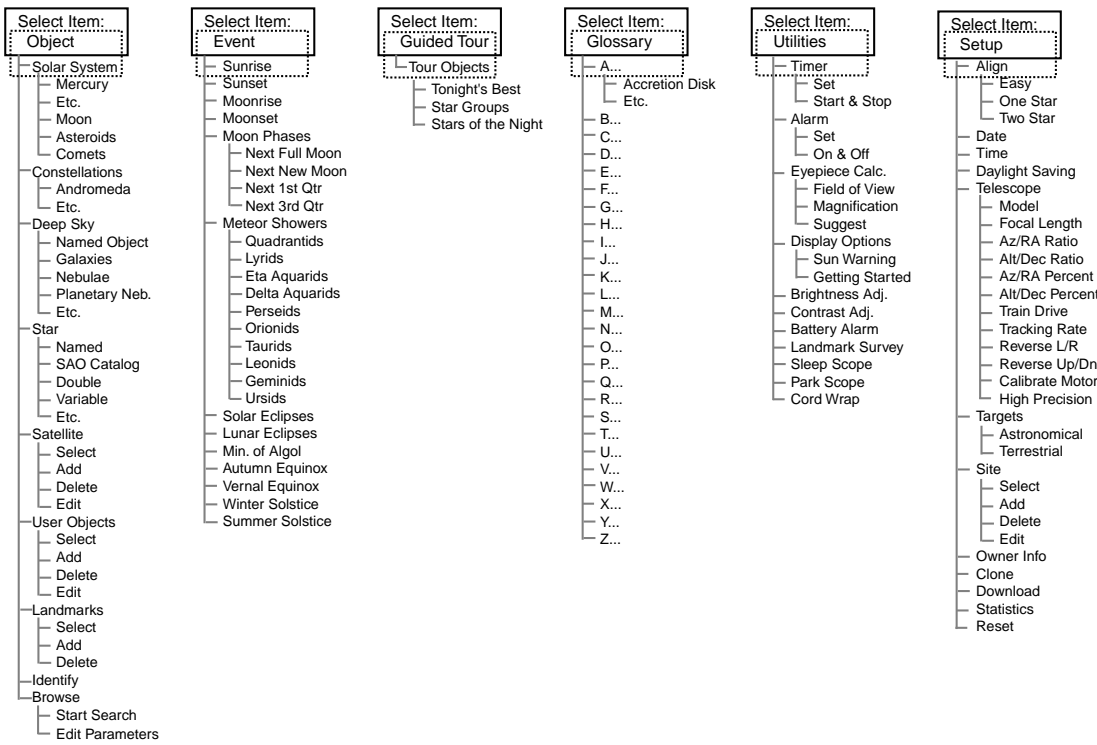 Select Item:
Object
Solar System
Mercury
Etc.
Moon
Asteroids
Comets
Constellations
Andromeda
Etc.
Deep Sky
Named Object
Galaxies
Nebulae
Planetary Neb.
Etc.
Star
Named
SAO Catalog
Double
Variable
Etc.
Satellite
Select
Add
Delete
Edit
User Objects
Select
Add
Delete
Edit
Landmarks
Select
Add
Delete
Identify
Browse
Start Search
Edit Parameters
Select Item:
Event
Sunrise
Sunset
Moonrise
Moonset
Moon Phases
Next Full Moon
Next New Moon
Next 1st Qtr
Next 3rd Qtr
Meteor Showers
Quadrantids
Lyrids
Eta Aquarids
Delta Aquarids
Perseids
Orionids
Taurids
Leonids
Geminids
Ursids
Solar Eclipses
Lunar Eclipses
Min. of Algol
Autumn Equinox
Vernal Equinox
Winter Solstice
Summer Solstice
Select Item:
Guided Tour
Tour Objects
Tonight's Best
Star Groups
Stars of the Night
Select Item:
Glossary
A...
Accretion Disk
Etc.
B...
C...
D...
E...
F...
G...
H...
I...
J...
K...
L...
M...
N...
O...
P...
Q...
R...
S...
T...
U...
V...
W...
X...
Y...
Z...
Select Item:
Utilities
Timer
Set
Start & Stop
Alarm
Set
On & Off
Eyepiece Calc.
Field of View
Magnification
Suggest
Display Options
Sun Warning
Getting Started
Brightness Adj.
Contrast Adj.
Battery Alarm
Landmark Survey
Sleep Scope
Park Scope
Cord Wrap
Select Item:
Setup
Align
Easy
One Star
Two Star
Date
Time
Daylight Saving
Telescope
Model
Focal Length
Az/RA Ratio
Alt/Dec Ratio
Az/RA Percent
Alt/Dec Percent
Train Drive
Tracking Rate
Reverse L/R
Reverse Up/Dn
Calibrate Motor
High Precision
Targets
Astronomical
Terrestrial
Site
Select
Add
Delete
Edit
Owner Info
Clone
Download
Statistics
Reset